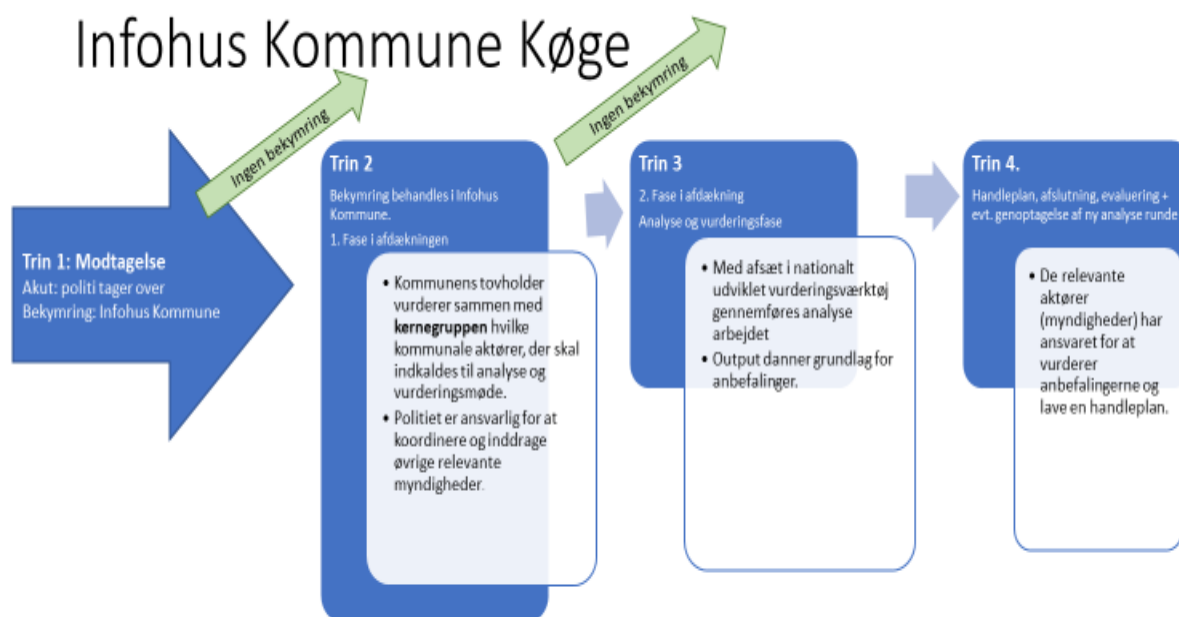 Infohus Kommune Køge
Ingen bekymring
Ingen bekymring
Trin 1: Modtagelse
Akut: politi tager over
Bekymring: Infohus Kommune
Trin 2
Bekymring behandles i Infohus
Kommune.
1. Fase i afdækningen
• Kommunens tovholder
vurderer sammen med
kernegruppen hvilke
kommunale aktører, der skal
indkaldes til analyse og
vurderingsmøde.
• Politiet er ansvarlig for at
koordinere og inddrage
øvrige relevante
myndigheder.
Trin 3
2. Fase i afdækning
Analyse og vurderingsfase
• Med afsæt i nationalt
udviklet vurderingsværktøj
gennemføres analyse
arbejdet
• Output danner grundlag for
anbefalinger.
Trin 4.
Handleplan, afslutning, evaluering +
evt. genoptagelse af ny analyse runde
• De relevante
aktører
(myndigheder) har
ansvaret for at
vurderer
anbefalingerne og
lave en handleplan.